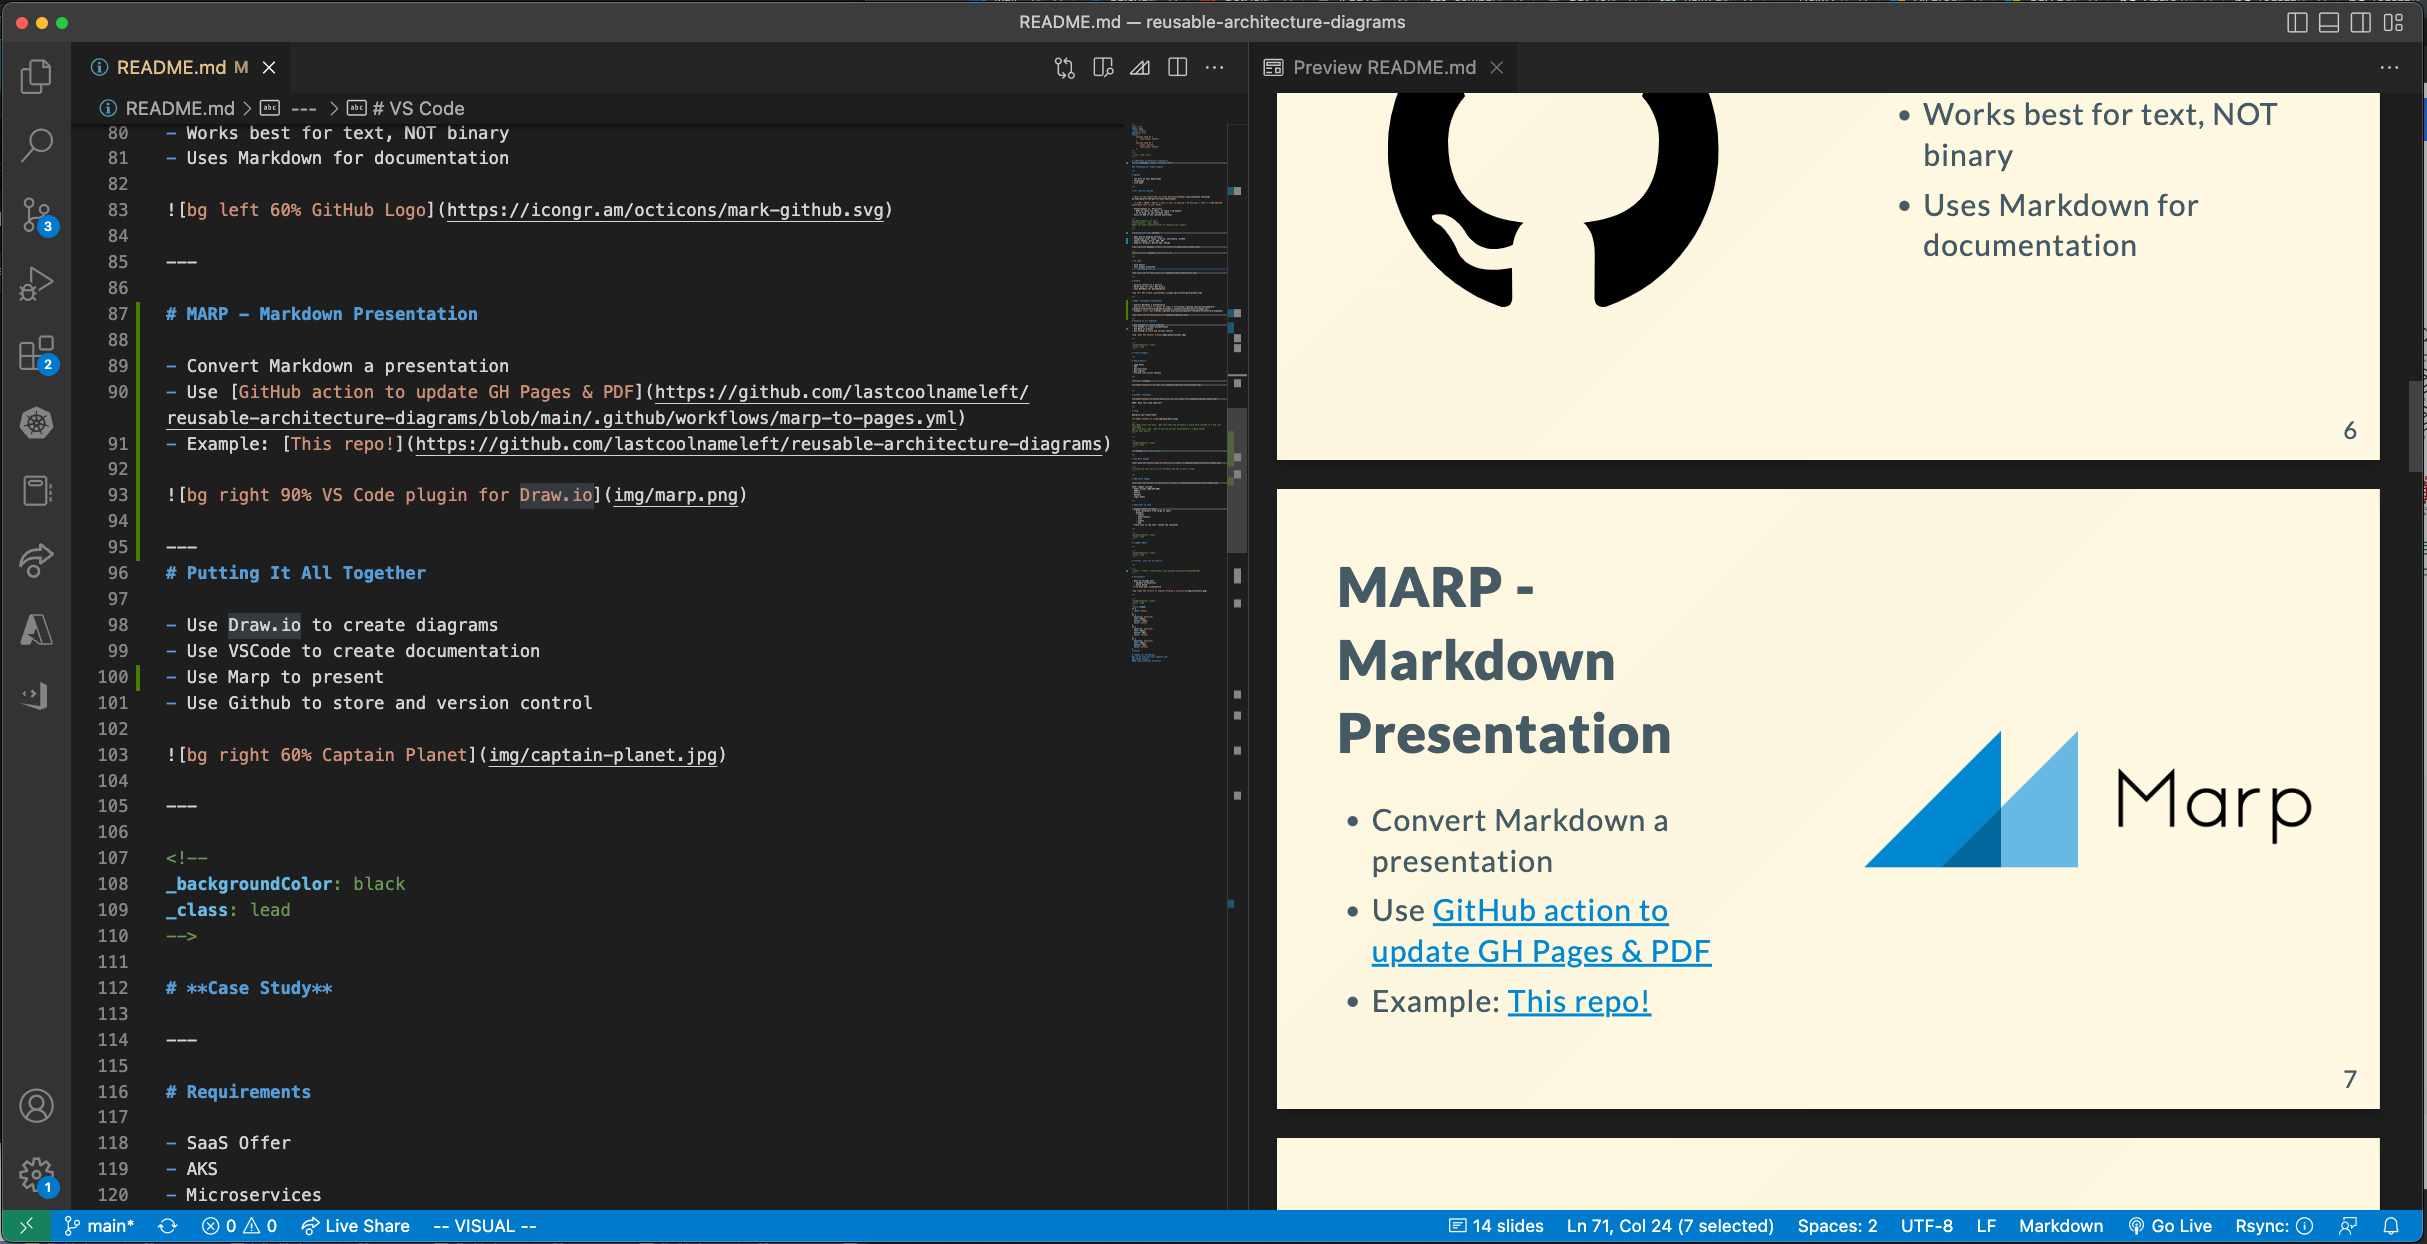 README.md — reusable-architecture-diagrams
README.md M
README.md > --- > # VS Code
80 - Works best for text, NOT binary
81 - Uses Markdown for documentation
82
83 ![bg left 60% GitHub Logo](https://icongr.am/octicons/mark-github.svg)
84
85 ---
86
87 # MARP - Markdown Presentation
88
89 - Convert Markdown a presentation
90 - Use [GitHub action to update GH Pages & PDF](https://github.com/lastcoolnameleft/
reusable-architecture-diagrams/blob/main/.github/workflows/marp-to-pages.yml)
91 - Example: [This repo!](https://github.com/lastcoolnameleft/reusable-architecture-diagrams)
92
93 ![bg right 90% VS Code plugin for Draw.io](img/marp.png)
94
95 ---
96 # Putting It All Together
97
98 - Use Draw.io to create diagrams
99 - Use VSCode to create documentation
100 - Use Marp to present
101 - Use Github to store and version control
102
103 ![bg right 60% Captain Planet](img/captain-planet.jpg)
104
105 ---
106
107 <!--
108 _backgroundColor: black
109 _class: lead
110 -->
111
112 # **Case Study**
113
114 ---
115
116 # Requirements
117
118 - SaaS Offer
119 - AKS
120 - Microservices
3
2
1
Preview README.md
• Works best for text, NOT
binary
• Uses Markdown for
documentation
6
MARP -
Markdown
Presentation
• Convert Markdown a
presentation
• Use GitHub action to
update GH Pages & PDF
• Example: This repo!
Marp
7
main* 0 0 Live Share -- VISUAL -- 14 slides Ln 71, Col 24 (7 selected) Spaces: 2 UTF-8 LF Markdown Go Live Rsync: